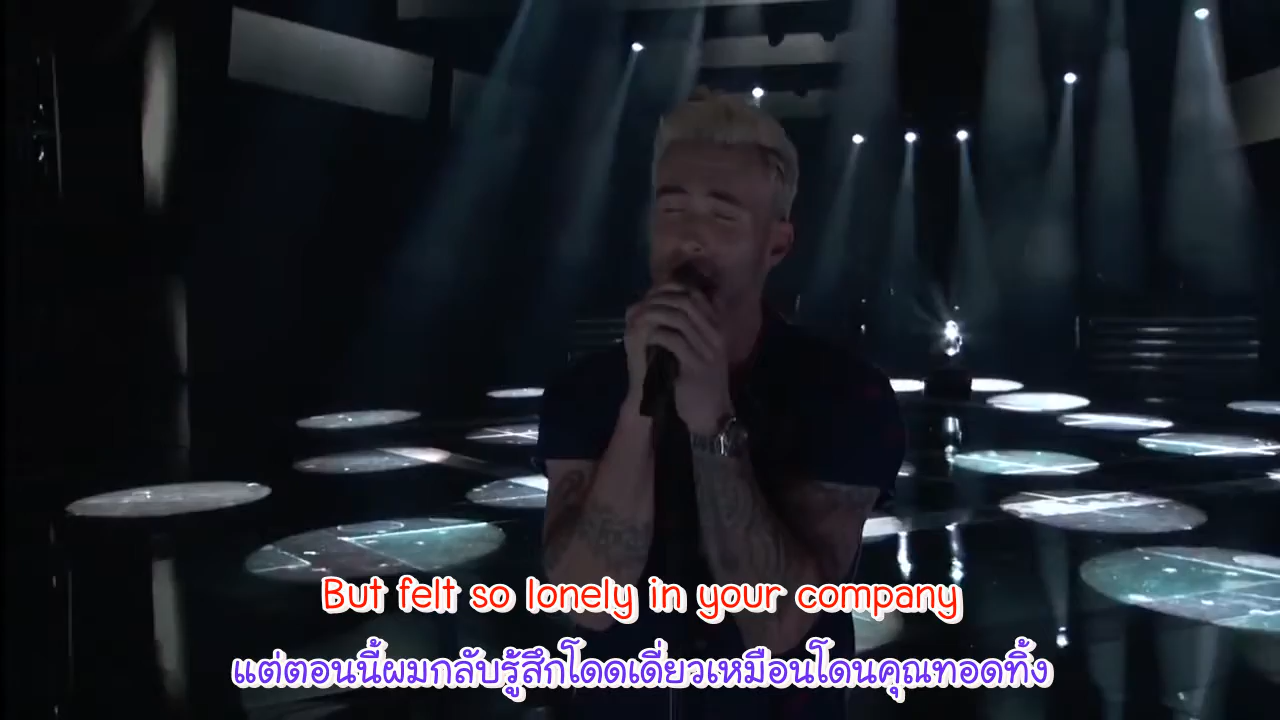 But felt so lonely in your company
แต่ตอนนี้ผมกลับรู้สึกโดดเดี่ยวเหมือนโดนคุณทอดทิ้ง